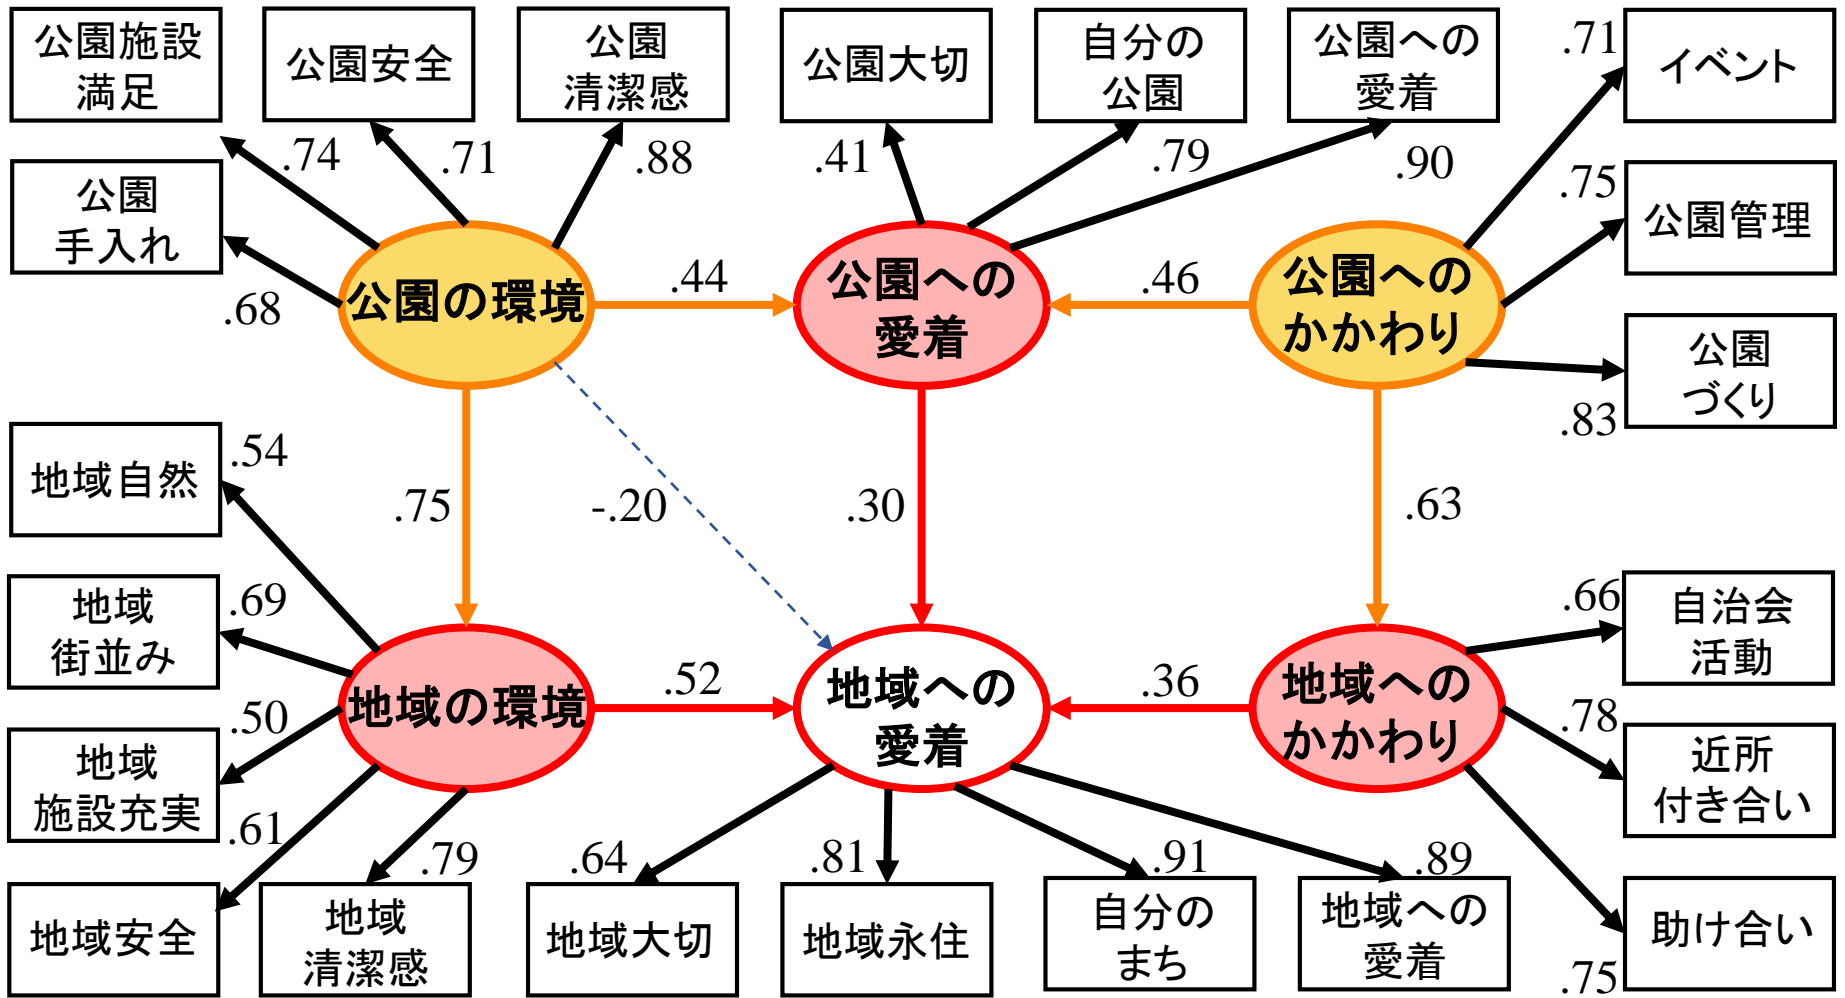 公園施設
満足
公園安全
公園
清潔感
公園大切
自分の
公園
公園への
愛着
.71
イベント
.74
.71
.88
.41
.79
.90
.75
公園
手入れ
公園管理
.68
公園の環境
.44
公園への
愛着
.46
公園への
かかわり
公園
づくり
.83
地域自然
.54
.75
-.20
.30
.63
地域
街並み
.69
.66
自治会
活動
地域の環境
.52
地域への
愛着
.36
地域への
かかわり
.50
地域
施設充実
.78
近所
付き合い
.61
.79
.64
.81
.91
.89
地域安全
地域
清潔感
地域大切
地域永住
自分の
まち
地域への
愛着
助け合い
.75